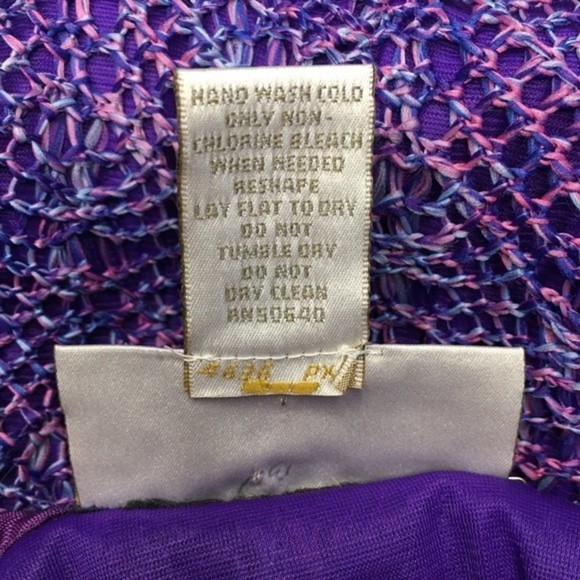 HAND WASH COLD
ONLY NON-
CHLORINE BLEACH
WHEN NEEDED
RESHAPE
LAY FLAT TO DRY
DO NOT
TUMBLE DRY
DO NOT
DRY CLEAN
RN50640